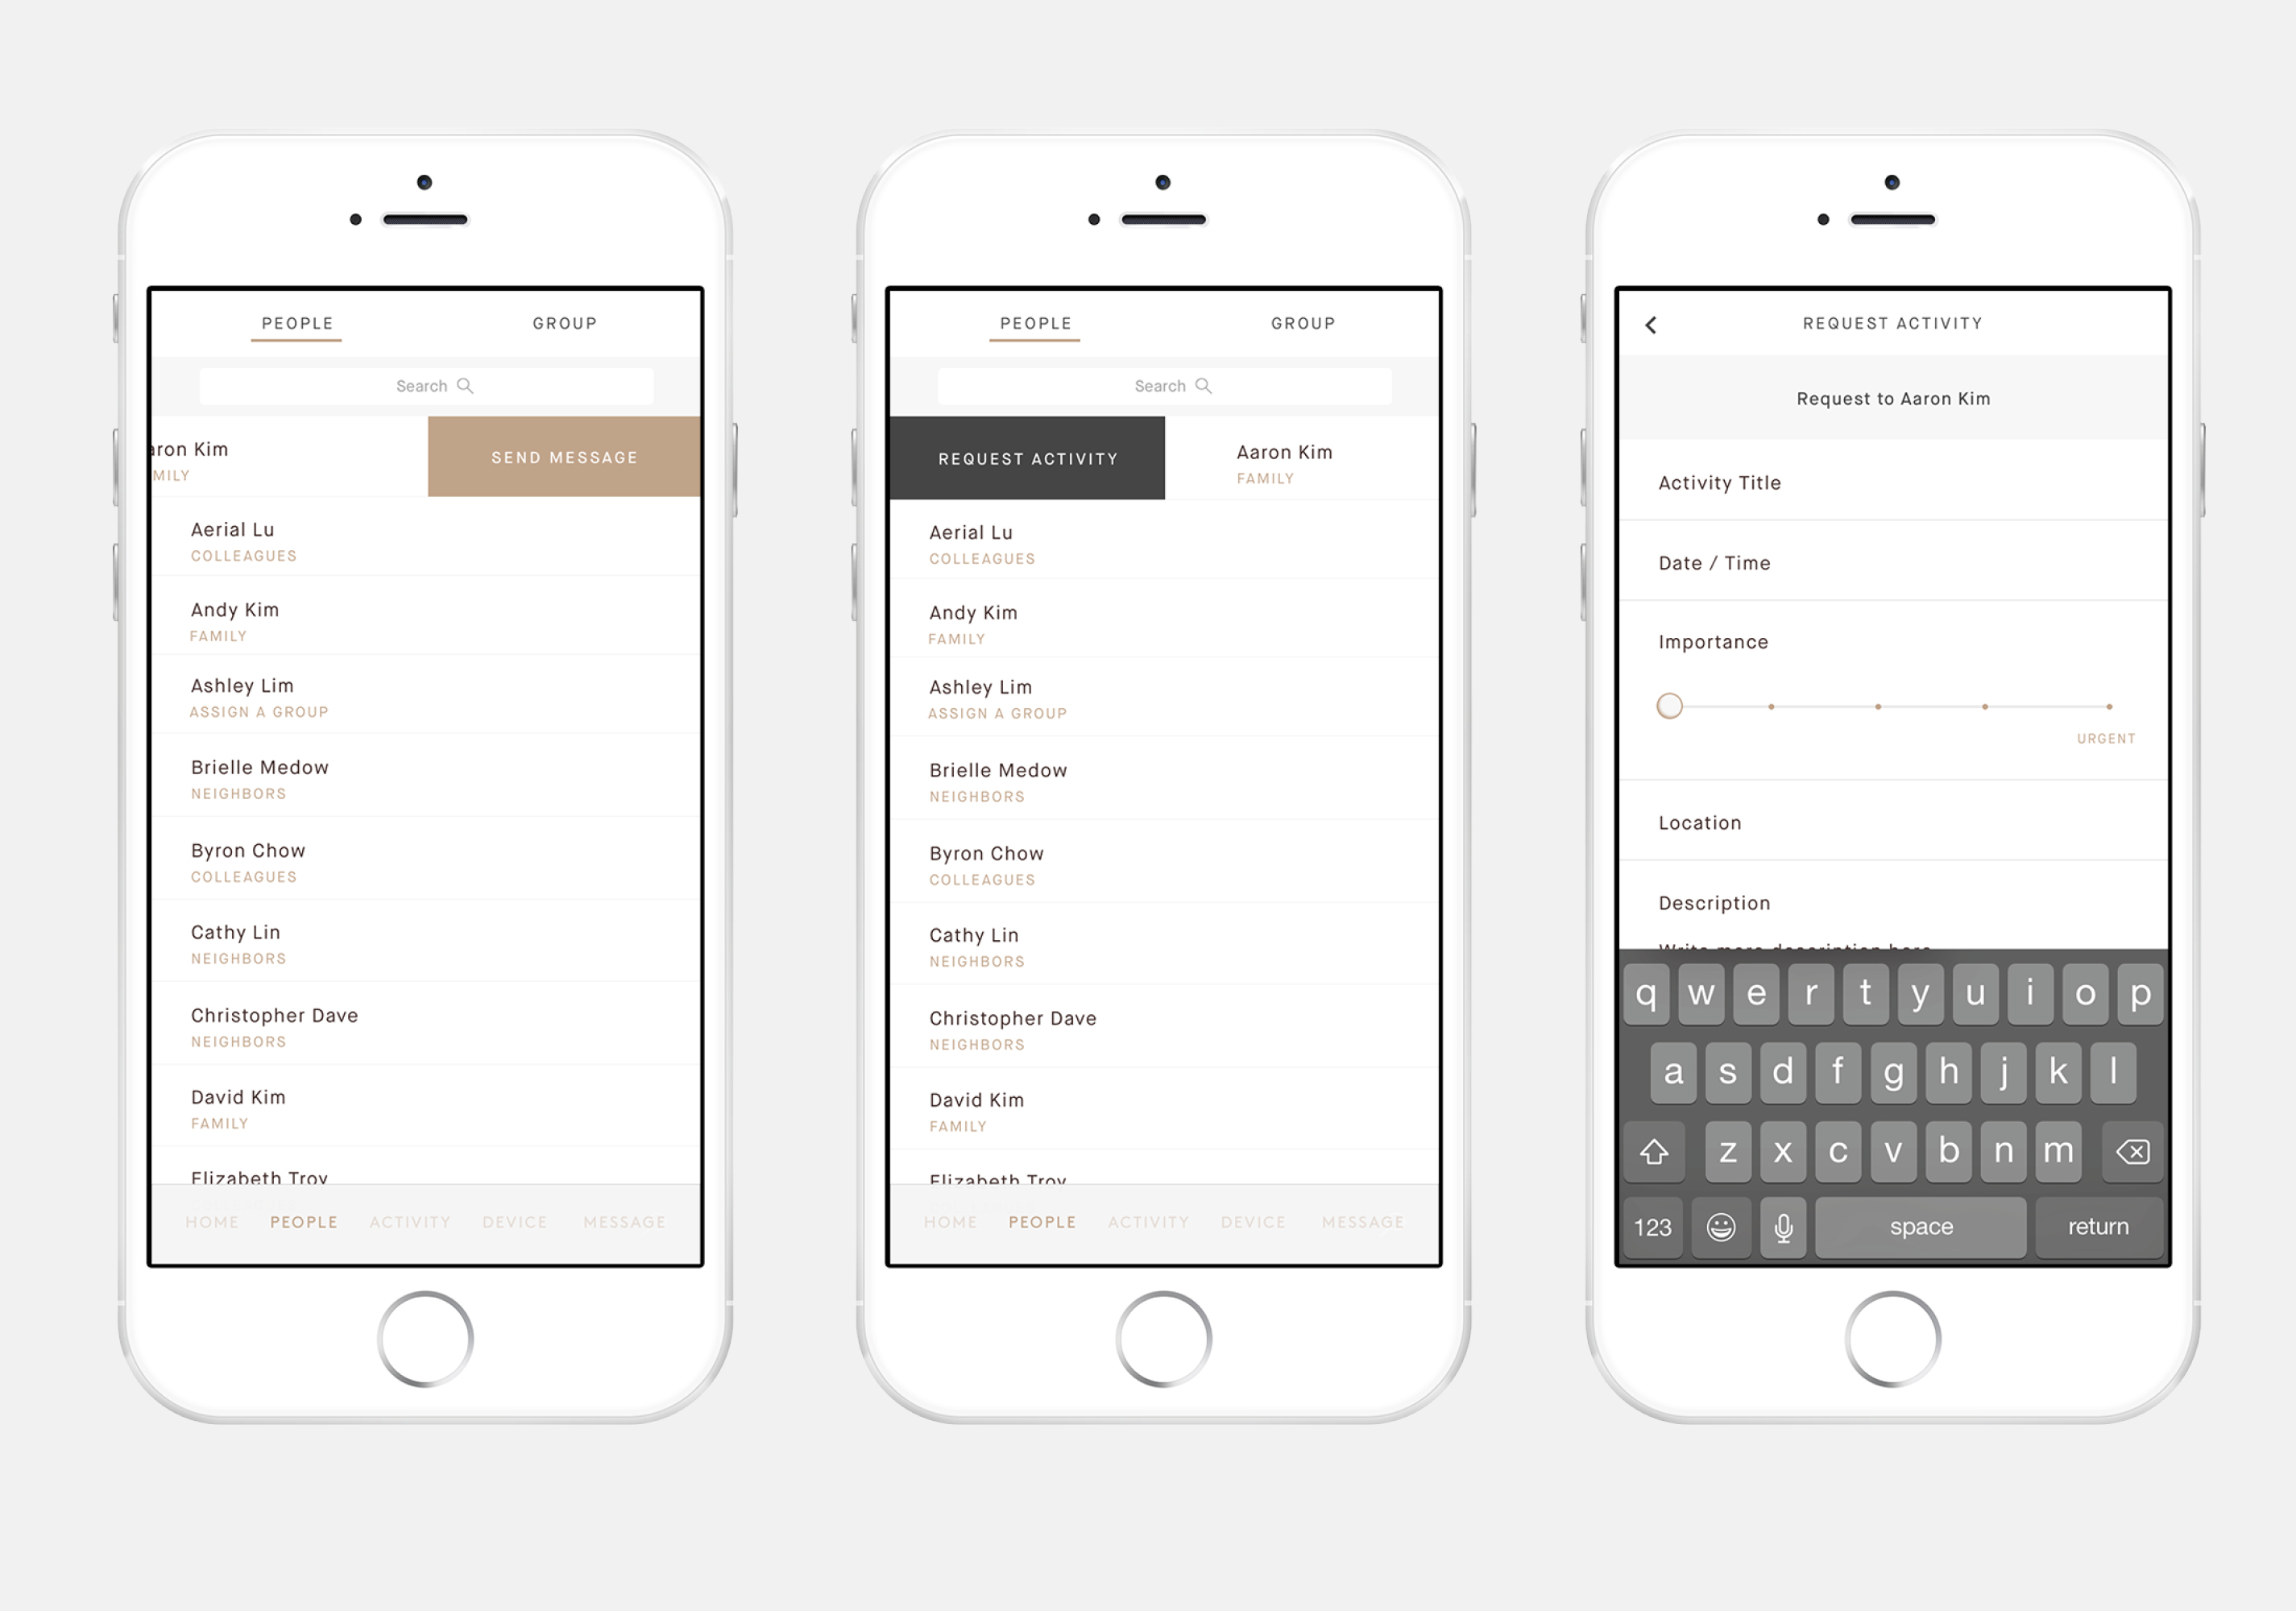 PEOPLE GROUP
Search
aron Kim
MILY
SEND MESSAGE
Aerial Lu
COLLEAGUES
Andy Kim
FAMILY
Ashley Lim
ASSIGN A GROUP
Brielle Medow
NEIGHBORS
Byron Chow
COLLEAGUES
Cathy Lin
NEIGHBORS
Christopher Dave
NEIGHBORS
David Kim
FAMILY
Elizabeth Troy
HOME PEOPLE ACTIVITY DEVICE MESSAGE
PEOPLE GROUP
Search
REQUEST ACTIVITY
Aaron Kim
FAMILY
Aerial Lu
COLLEAGUES
Andy Kim
FAMILY
Ashley Lim
ASSIGN A GROUP
Brielle Medow
NEIGHBORS
Byron Chow
COLLEAGUES
Cathy Lin
NEIGHBORS
Christopher Dave
NEIGHBORS
David Kim
FAMILY
Elizabeth Troy
HOME PEOPLE ACTIVITY DEVICE MESSAGE
REQUEST ACTIVITY
Request to Aaron Kim
Activity Title
Date / Time
Importance
URGENT
Location
Description
Write more description here
q w e r t y u i o p
a s d f g h j k l
z x c v b n m
123 space return